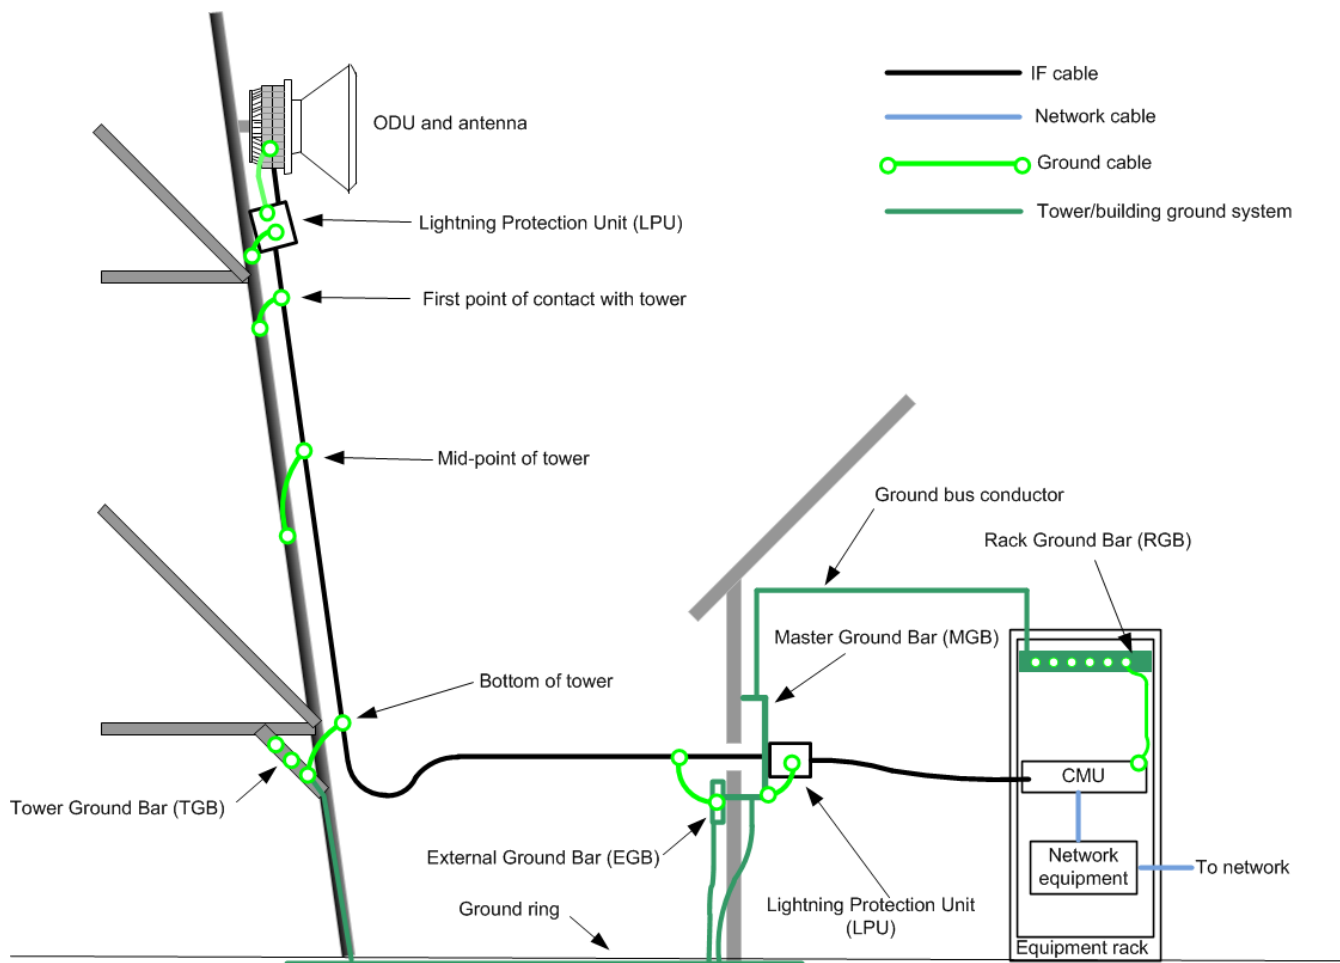 IF cable
Network cable
Ground cable
Tower/building ground system
ODU and antenna
Lightning Protection Unit (LPU)
First point of contact with tower
Mid-point of tower
Ground bus conductor
Rack Ground Bar (RGB)
Master Ground Bar (MGB)
Bottom of tower
Tower Ground Bar (TGB)
CMU
External Ground Bar (EGB)
Network
equipment
To network
Ground ring
Lightning Protection Unit
(LPU)
Equipment rack